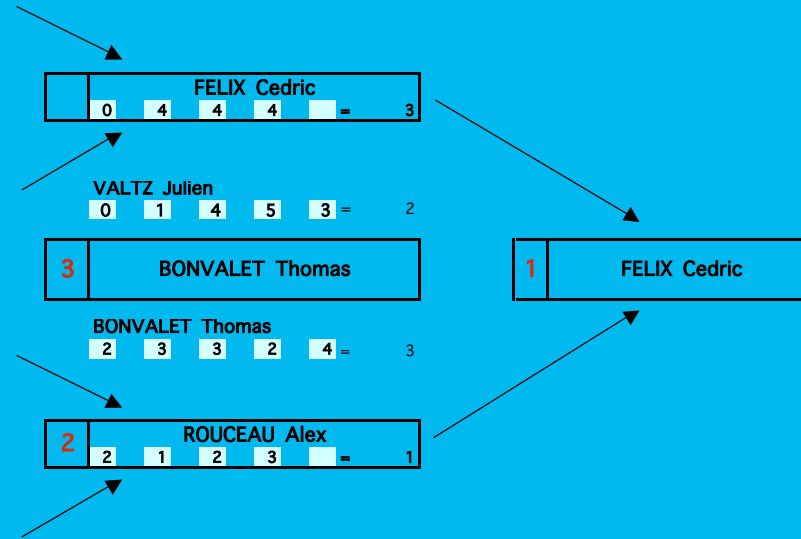 FELIX Cedric
0 4 4 4 = 3
VALTZ Julien
0 1 4 5 3 = 2
3 BONVALET Thomas
1 FELIX Cedric
BONVALET Thomas
2 3 3 2 4 = 3
2 ROUCEAU Alex
2 1 2 3 = 1